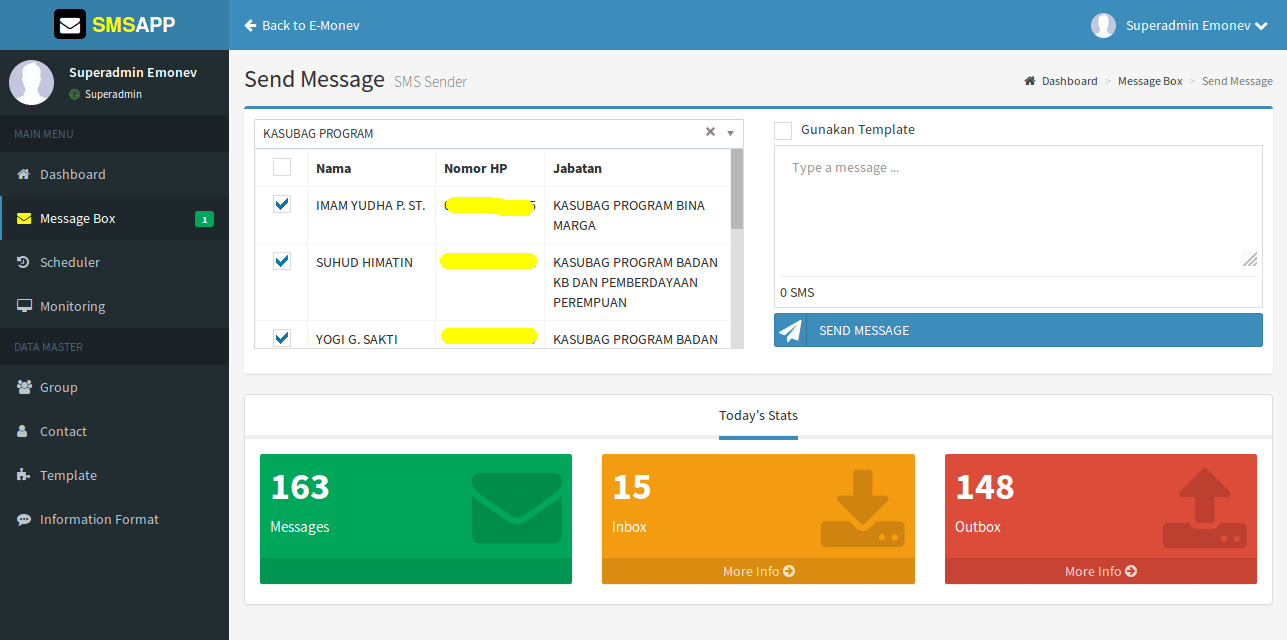 SMSAPP
Back to E-Monev
Superadmin Emonev
Superadmin Emonev
Superadmin
MAIN MENU
Dashboard
Message Box 1
Scheduler
Monitoring
DATA MASTER
Group
Contact
Template
Information Format
Send Message SMS Sender
Dashboard > Message Box > Send Message
KASUBAG PROGRAM × ▾
Nama Nomor HP Jabatan
IMAM YUDHA P. ST. KASUBAG PROGRAM BINA
MARGA
SUHUD HIMATIN KASUBAG PROGRAM BADAN
KB DAN PEMBERDAYAAN
PEREMPUAN
YOGI G. SAKTI KASUBAG PROGRAM BADAN
Gunakan Template
Type a message ...
0 SMS
SEND MESSAGE
Today's Stats
163
Messages
15
Inbox
More Info
148
Outbox
More Info